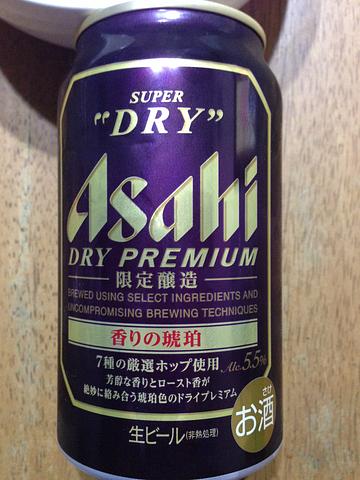 SUPER
"DRY"
Asahi
DRY PREMIUM
限定醸造
BREWED USING SELECT INGREDIENTS AND
UNCOMPROMISING BREWING TECHNIQUES
香りの琥珀
7種の厳選ホップ使用 Alc.5.5%
芳醇な香りとロースト香が
絶妙に絡み合う琥珀色のドライプレミアム
さけ
お酒
生ビール(非熱処理)